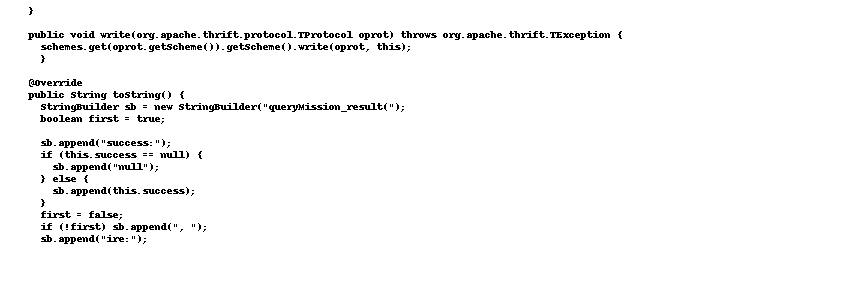 }
public void write(org.apache.thrift.protocol.TProtocol oprot) throws org.apache.thrift.TException {
schemes.get(oprot.getScheme()).getScheme().write(oprot, this);
}
@Override
public String toString() {
StringBuilder sb = new StringBuilder("queryMission_result(");
boolean first = true;
sb.append("success:");
if (this.success == null) {
sb.append("null");
} else {
sb.append(this.success);
}
first = false;
if (!first) sb.append(", ");
sb.append("ire:");